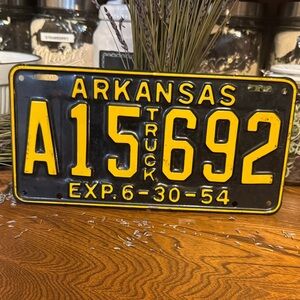 ARKANSAS
A15 TRUCK 692
EXP. 6-30-54